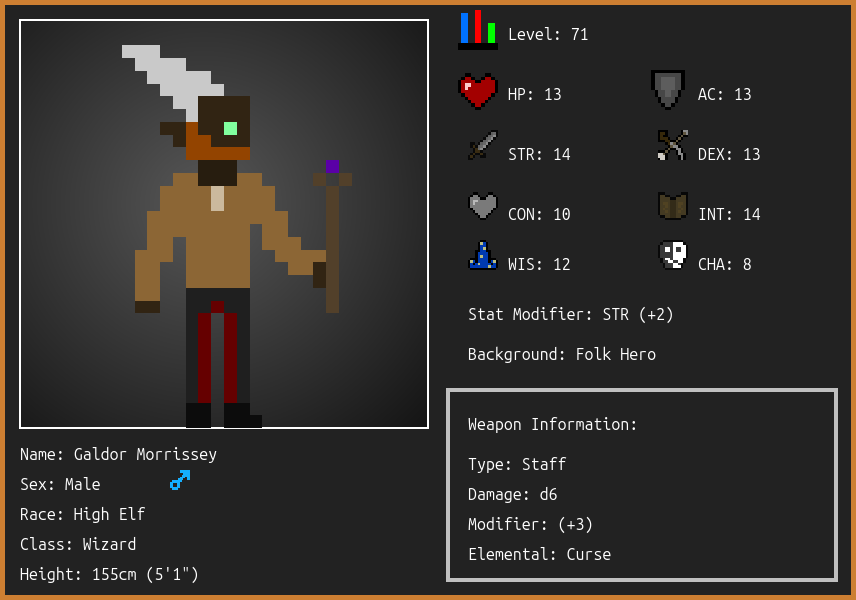 Level: 71
HP: 13
AC: 13
STR: 14
DEX: 13
CON: 10
INT: 14
WIS: 12
CHA: 8
Stat Modifier: STR (+2)
Background: Folk Hero
Weapon Information:
Type: Staff
Damage: d6
Modifier: (+3)
Elemental: Curse
Name: Galdor Morrissey
Sex: Male
Race: High Elf
Class: Wizard
Height: 155cm (5'1")